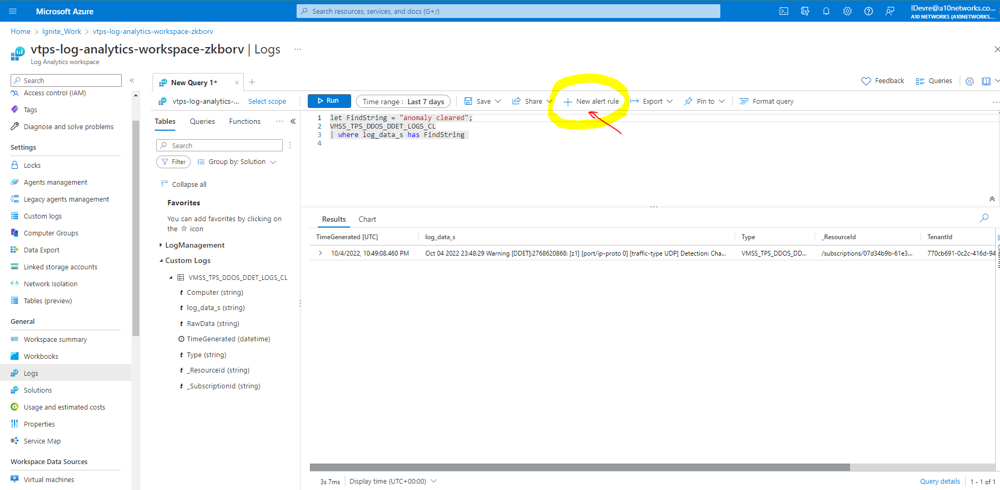 Microsoft Azure
Search resources, services, and docs (G+/)
IDevre@a10networks.co...
A10 NETWORKS (A10NETWORKS....
Home > Ignite_Work > vtps-log-analytics-workspace-zkborv
vtps-log-analytics-workspace-zkborv | Logs ...
Log Analytics workspace
Search
Access control (IAM)
Tags
Diagnose and solve problems
Settings
Locks
Agents management
Legacy agents management
Custom logs
Computer Groups
Data Export
Linked storage accounts
Network Isolation
Tables (preview)
General
Workspace summary
Workbooks
Logs
Solutions
Usage and estimated costs
Properties
Service Map
Workspace Data Sources
Virtual machines
New Query 1*
Feedback
Queries
vtps-log-analytics-...
Select scope
Run
Time range : Last 7 days
Save
Share
New alert rule
Export
Pin to
Format query
Tables
Queries
Functions
Search
Filter
Group by: Solution
Collapse all
Favorites
You can add favorites by clicking on
the ☆ icon
LogManagement
Custom Logs
VMSS_TPS_DDOS_DDET_LOGS_CL
t Computer (string)
t log_data_s (string)
t RawData (string)
TimeGenerated (datetime)
t Type (string)
t _ResourceId (string)
t _SubscriptionId (string)
1 let FindString = "anomaly cleared";
2 VMSS_TPS_DDOS_DDET_LOGS_CL
3 | where log_data_s has FindString
4
Results
Chart
TimeGenerated [UTC] log_data_s Type _ResourceId TenantId
10/4/2022, 10:49:08.460 PM Oct 04 2022 23:48:29 Warning [DDET]:2768620868: [z1] [port/ip-proto 0] [traffic-type UDP] Detection: Cha... VMSS_TPS_DDOS_DD... /subscriptions/07d34b9b-61e3... 770cb691-0c2c-416d-94
3s 7ms
Display time (UTC+00:00)
Query details
1 - 1 of 1